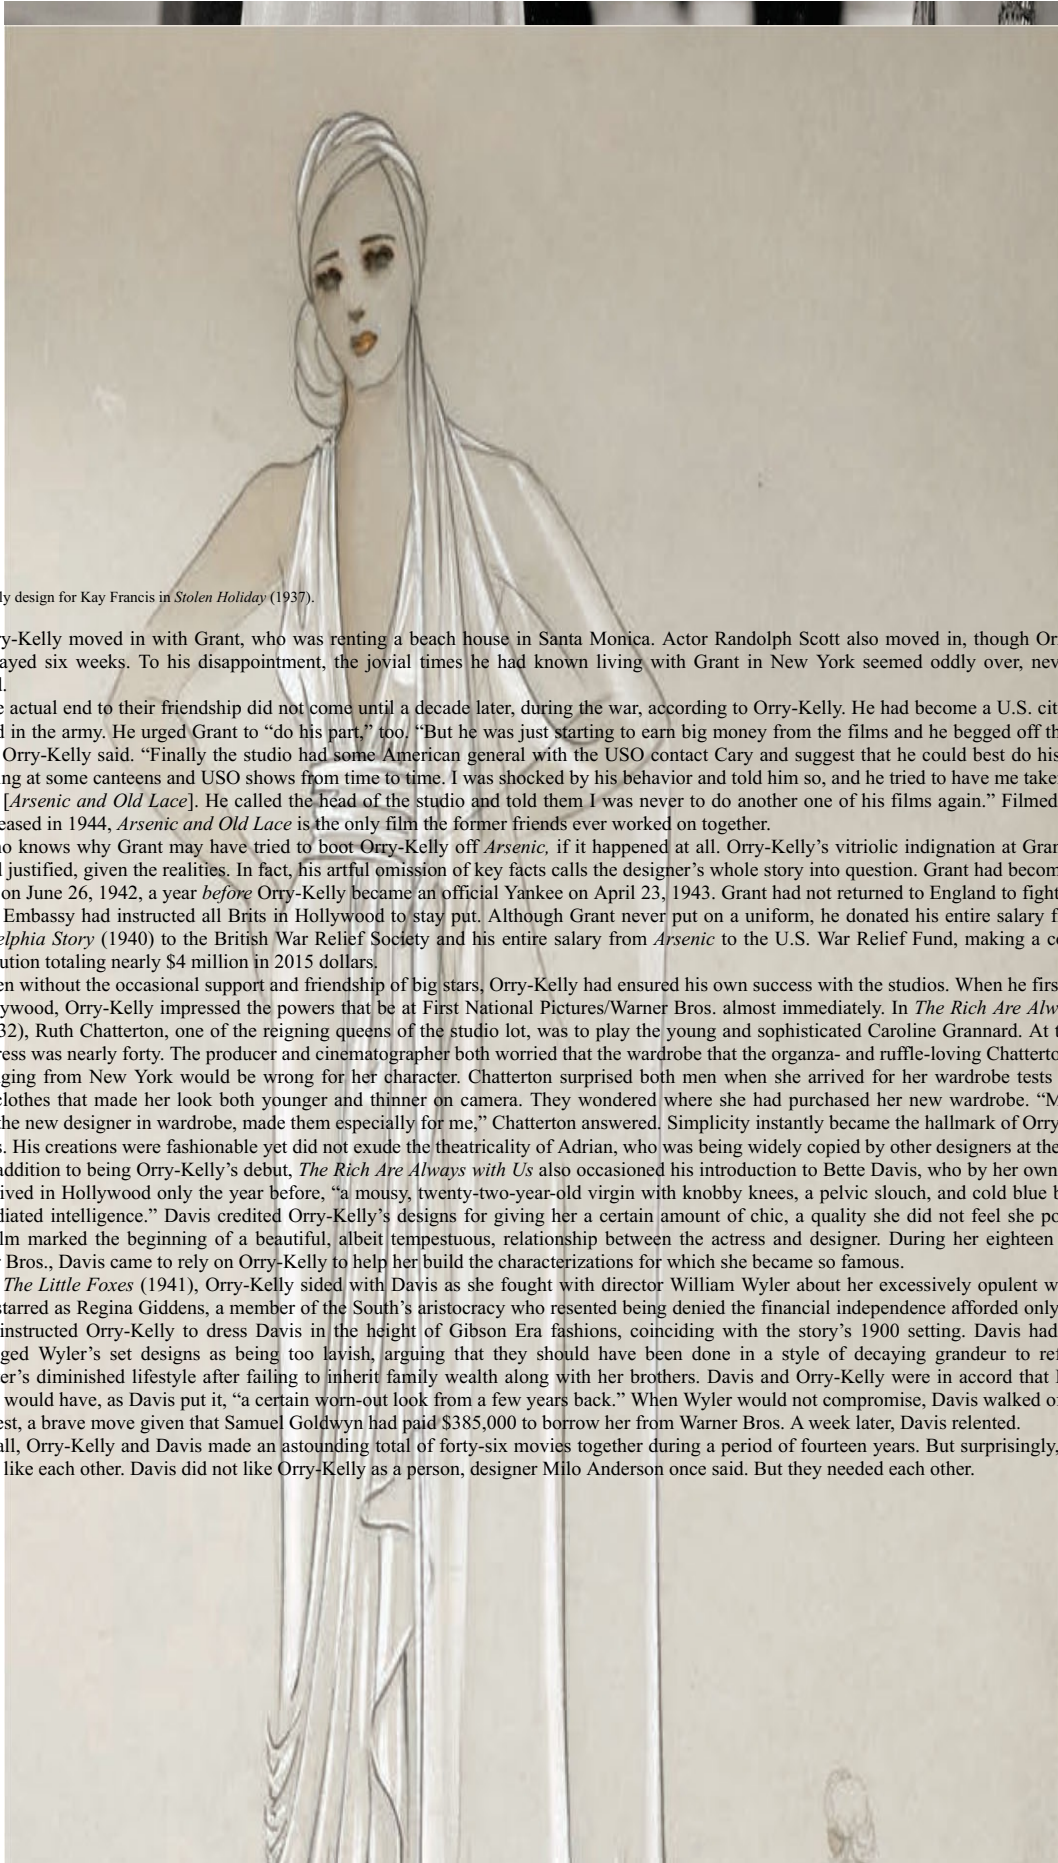 ly design for Kay Francis in Stolen Holiday (1937).
y-Kelly moved in with Grant, who was renting a beach house in Santa Monica. Actor Randolph Scott also moved in, though Or
ayed six weeks. To his disappointment, the jovial times he had known living with Grant in New York seemed oddly over, nev
l.
e actual end to their friendship did not come until a decade later, during the war, according to Orry-Kelly. He had become a U.S. cit
d in the army. He urged Grant to “do his part,” too. “But he was just starting to earn big money from the films and he begged off th
Orry-Kelly said. “Finally the studio had some American general with the USO contact Cary and suggest that he could best do his
ng at some canteens and USO shows from time to time. I was shocked by his behavior and told him so, and he tried to have me take
[Arsenic and Old Lace]. He called the head of the studio and told them I was never to do another one of his films again.” Filmed
eased in 1944, Arsenic and Old Lace is the only film the former friends ever worked on together.
o knows why Grant may have tried to boot Orry-Kelly off Arsenic, if it happened at all. Orry-Kelly’s vitriolic indignation at Gran
l justified, given the realities. In fact, his artful omission of key facts calls the designer’s whole story into question. Grant had becom
on June 26, 1942, a year before Orry-Kelly became an official Yankee on April 23, 1943. Grant had not returned to England to fight
Embassy had instructed all Brits in Hollywood to stay put. Although Grant never put on a uniform, he donated his entire salary f
elphia Story (1940) to the British War Relief Society and his entire salary from Arsenic to the U.S. War Relief Fund, making a c
ution totaling nearly $4 million in 2015 dollars.
en without the occasional support and friendship of big stars, Orry-Kelly had ensured his own success with the studios. When he firs
ywood, Orry-Kelly impressed the powers that be at First National Pictures/Warner Bros. almost immediately. In The Rich Are Alw
32), Ruth Chatterton, one of the reigning queens of the studio lot, was to play the young and sophisticated Caroline Grannard. At t
ress was nearly forty. The producer and cinematographer both worried that the wardrobe that the organza- and ruffle-loving Chatterto
ging from New York would be wrong for her character. Chatterton surprised both men when she arrived for her wardrobe tests
clothes that made her look both younger and thinner on camera. They wondered where she had purchased her new wardrobe. “M
the new designer in wardrobe, made them especially for me,” Chatterton answered. Simplicity instantly became the hallmark of Orry
s. His creations were fashionable yet did not exude the theatricality of Adrian, who was being widely copied by other designers at the
addition to being Orry-Kelly’s debut, The Rich Are Always with Us also occasioned his introduction to Bette Davis, who by her own
ived in Hollywood only the year before, “a mousy, twenty-two-year-old virgin with knobby knees, a pelvic slouch, and cold blue b
diated intelligence.” Davis credited Orry-Kelly’s designs for giving her a certain amount of chic, a quality she did not feel she po
lm marked the beginning of a beautiful, albeit tempestuous, relationship between the actress and designer. During her eighteen
r Bros., Davis came to rely on Orry-Kelly to help her build the characterizations for which she became so famous.
The Little Foxes (1941), Orry-Kelly sided with Davis as she fought with director William Wyler about her excessively opulent w
starred as Regina Giddens, a member of the South’s aristocracy who resented being denied the financial independence afforded only
instructed Orry-Kelly to dress Davis in the height of Gibson Era fashions, coinciding with the story’s 1900 setting. Davis had
ged Wyler’s set designs as being too lavish, arguing that they should have been done in a style of decaying grandeur to ref
er’s diminished lifestyle after failing to inherit family wealth along with her brothers. Davis and Orry-Kelly were in accord that
would have, as Davis put it, “a certain worn-out look from a few years back.” When Wyler would not compromise, Davis walked o
est, a brave move given that Samuel Goldwyn had paid $385,000 to borrow her from Warner Bros. A week later, Davis relented.
all, Orry-Kelly and Davis made an astounding total of forty-six movies together during a period of fourteen years. But surprisingly,
like each other. Davis did not like Orry-Kelly as a person, designer Milo Anderson once said. But they needed each other.